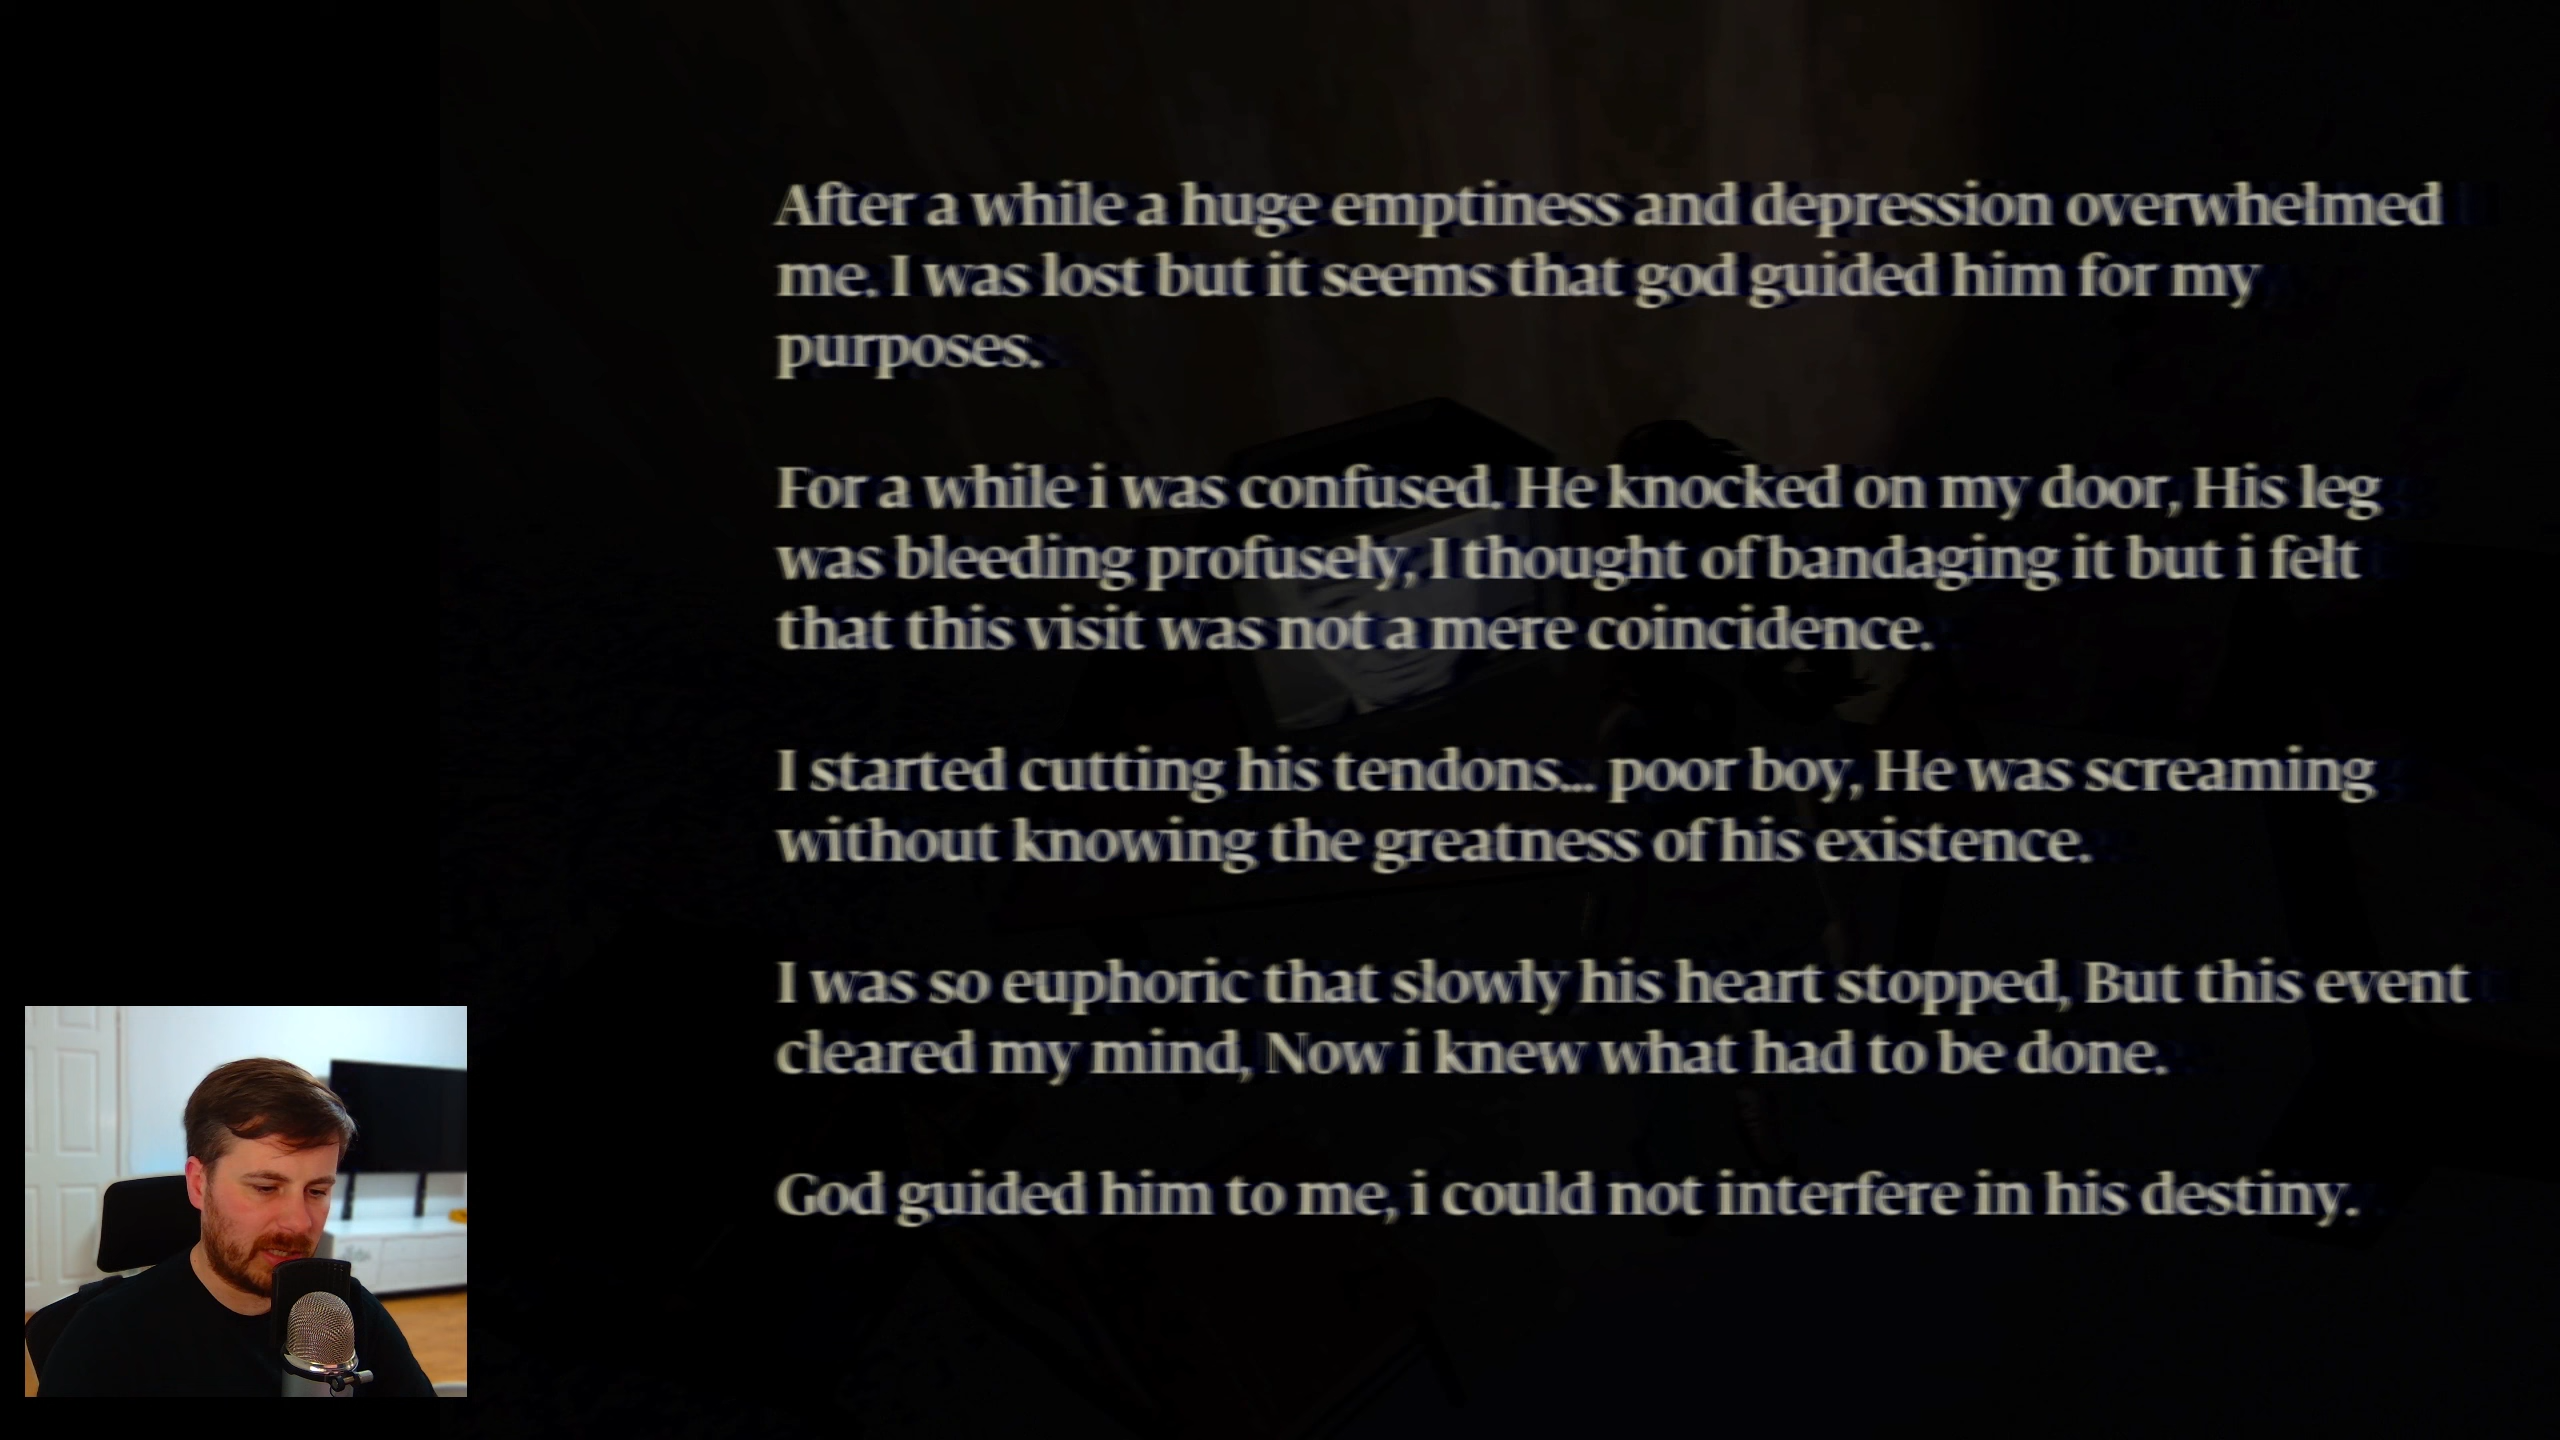 After a while a huge emptiness and depression overwhelmed
me. I was lost but it seems that god guided him for my
purposes.
For a while i was confused. He knocked on my door, His leg
was bleeding profusely, I thought of bandaging it but i felt
that this visit was not a mere coincidence.
I started cutting his tendons... poor boy, He was screaming
without knowing the greatness of his existence.
I was so euphoric that slowly his heart stopped, But this event
cleared my mind, Now i knew what had to be done.
God guided him to me, i could not interfere in his destiny.